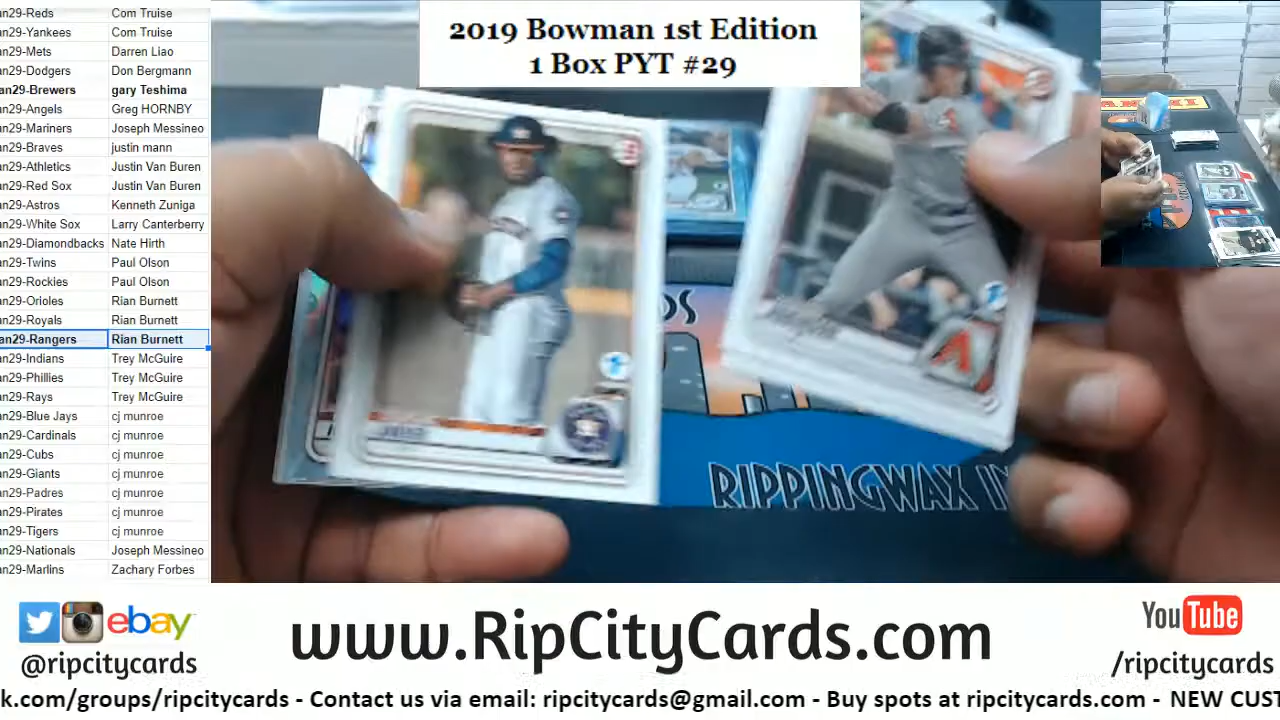 2019 Bowman 1st Edition
1 Box PYT #29
an29-Reds Com Truise
an29-Yankees Com Truise
an29-Mets Darren Liao
an29-Dodgers Don Bergmann
an29-Brewers gary Teshima
an29-Angels Greg HORNBY
an29-Mariners Joseph Messineo
an29-Braves justin mann
an29-Athletics Justin Van Buren
an29-Red Sox Justin Van Buren
an29-Astros Kenneth Zuniga
an29-White Sox Larry Canterberry
an29-Diamondbacks Nate Hirth
an29-Twins Paul Olson
an29-Rockies Paul Olson
an29-Orioles Rian Burnett
an29-Royals Rian Burnett
an29-Rangers Rian Burnett
an29-Indians Trey McGuire
an29-Phillies Trey McGuire
an29-Rays Trey McGuire
an29-Blue Jays cj munroe
an29-Cardinals cj munroe
an29-Cubs cj munroe
an29-Giants cj munroe
an29-Padres cj munroe
an29-Pirates cj munroe
an29-Tigers cj munroe
an29-Nationals Joseph Messineo
an29-Marlins Zachary Forbes
RIPPINGWAX IN
ebay
@ripcitycards
www.RipCityCards.com
YouTube
/ripcitycards
k.com/groups/ripcitycards - Contact us via email: ripcitycards@gmail.com - Buy spots at ripcitycards.com - NEW CUST